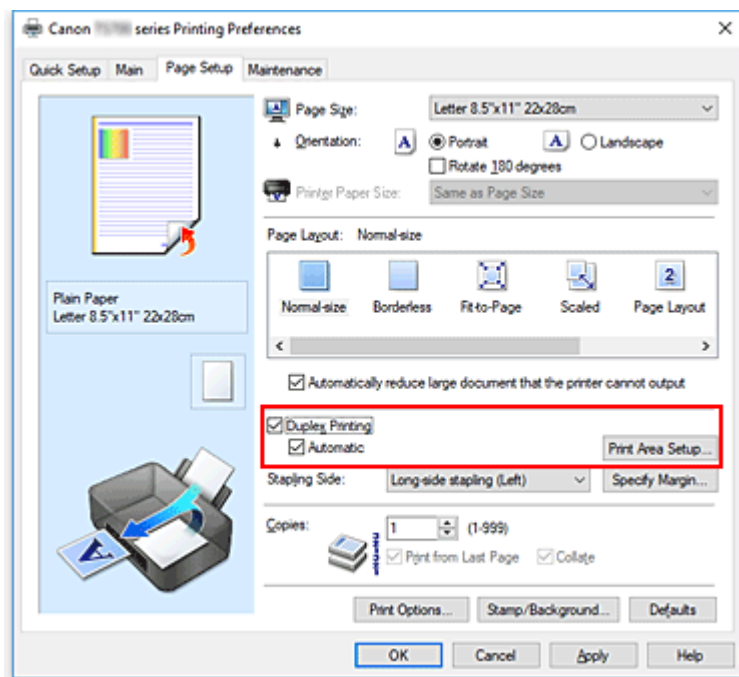 Canon series Printing Preferences
Quick Setup Main Page Setup Maintenance
Page Size: Letter 8.5"x11" 22x28cm
Orientation: A Portrait A Landscape
Rotate 180 degrees
Printer Paper Size: Same as Page Size
Page Layout: Normal-size
Normal-size Borderless Fit-to-Page Scaled Page Layout
Plain Paper
Letter 8.5"x11" 22x28cm
Automatically reduce large document that the printer cannot output
Duplex Printing
Automatic Print Area Setup...
Stapling Side: Long-side stapling (Left) Specify Margin...
Copies: 1 (1-999)
Print from Last Page Collate
Print Options... Stamp/Background... Defaults
OK Cancel Apply Help